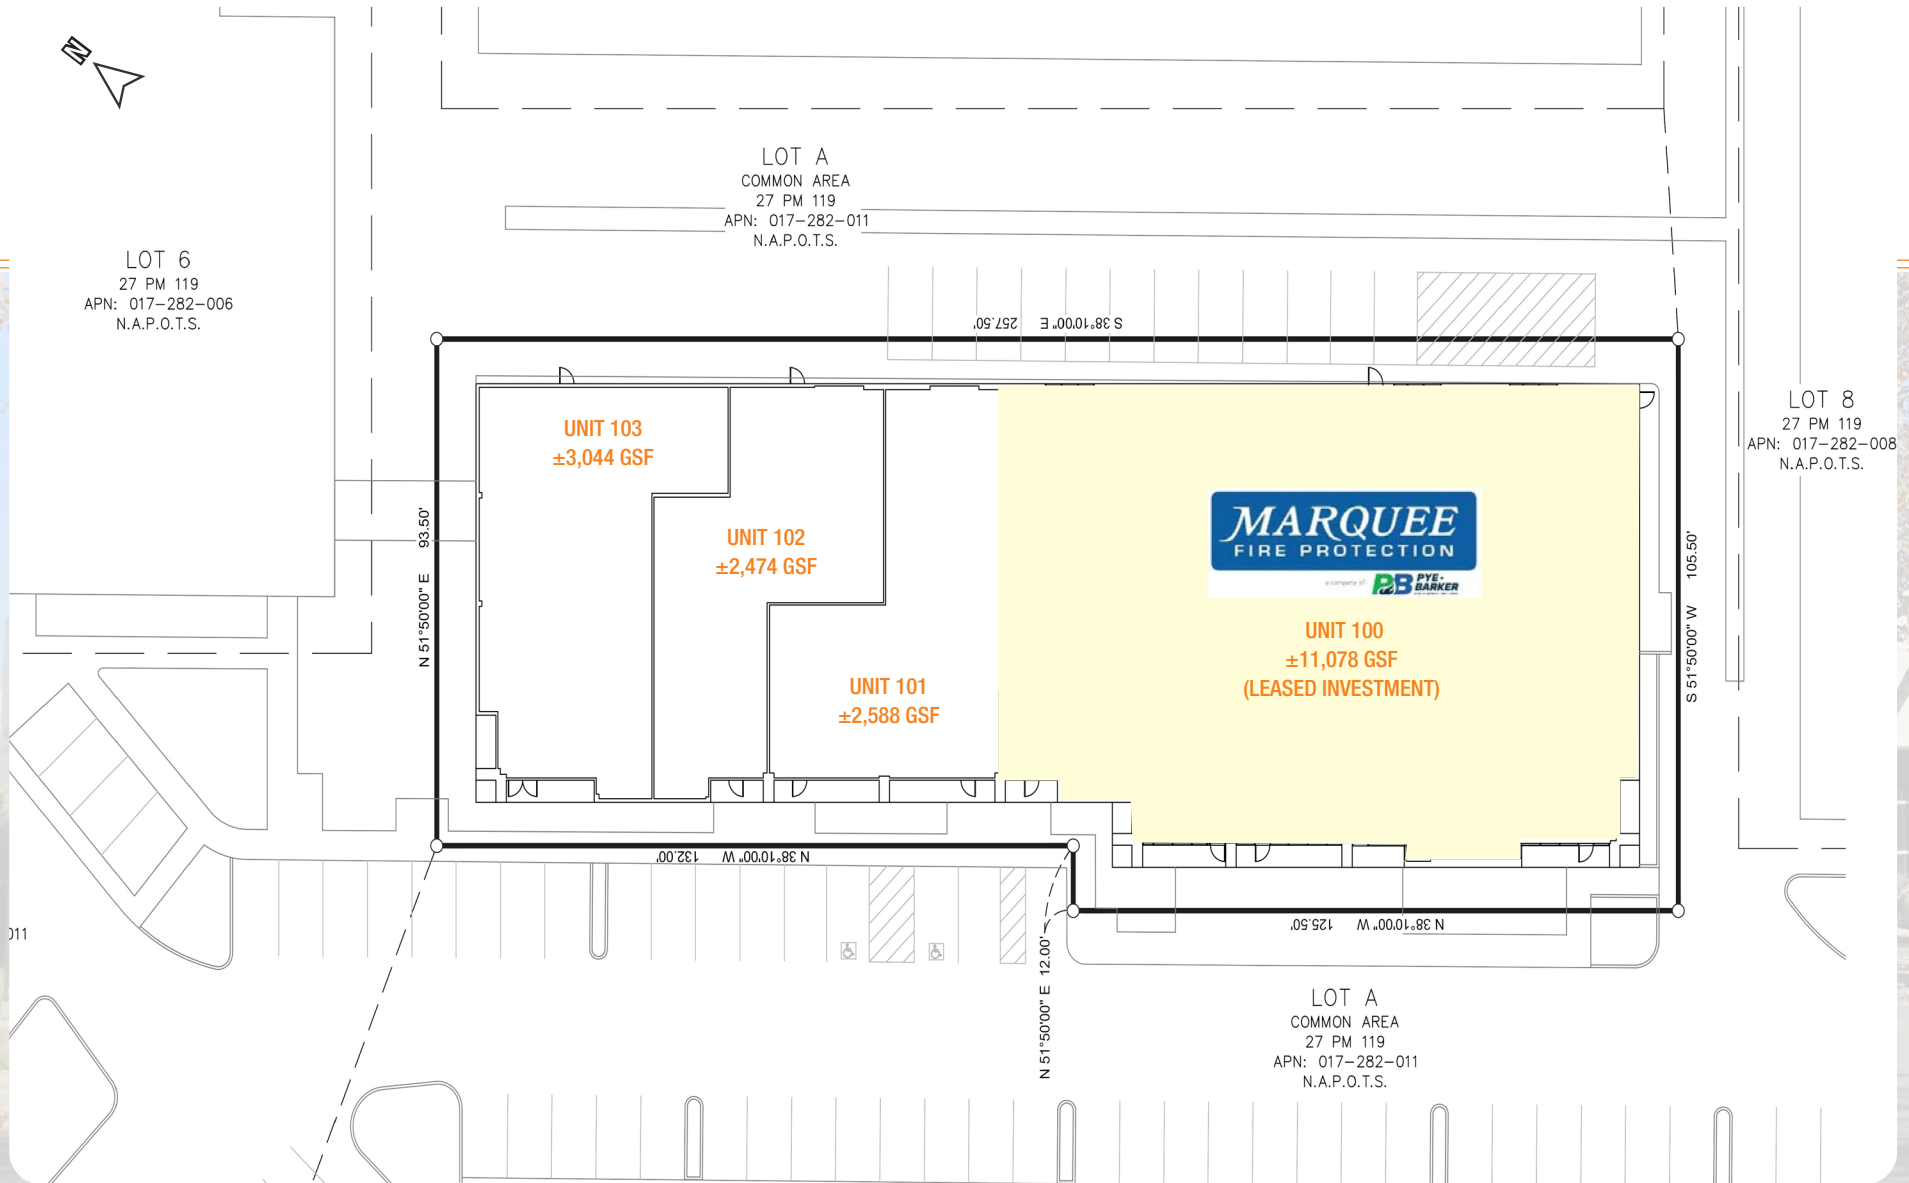 N
LOT A
COMMON AREA
27 PM 119
APN: 017-282-011
N.A.P.O.T.S.
LOT 6
27 PM 119
APN: 017-282-006
N.A.P.O.T.S.
S 38°10'00" E 257.50'
LOT 8
27 PM 119
APN: 017-282-008
N.A.P.O.T.S.
UNIT 103
±3,044 GSF
UNIT 102
±2,474 GSF
UNIT 101
±2,588 GSF
MARQUEE
FIRE PROTECTION
a company of
PB PYE-
BARKER
UNIT 100
±11,078 GSF
(LEASED INVESTMENT)
N 51°50'00" E 93.50'
S 51°50'00" W 105.50'
N 38°10'00" W 132.00'
N 38°10'00" W 125.50'
N 51°50'00" E 12.00'
011
LOT A
COMMON AREA
27 PM 119
APN: 017-282-011
N.A.P.O.T.S.